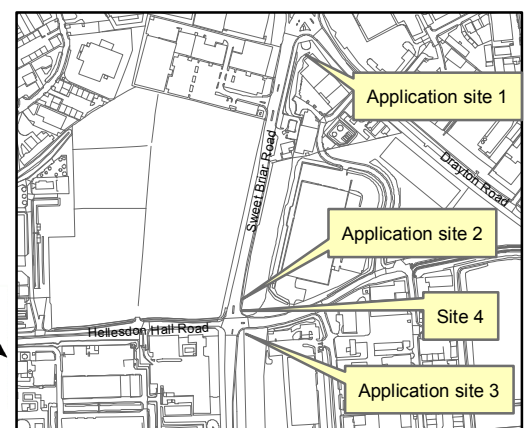 Application site 1
Sweet Briar Road
Drayton Road
Application site 2
Site 4
Hellesdon Hall Road
Application site 3